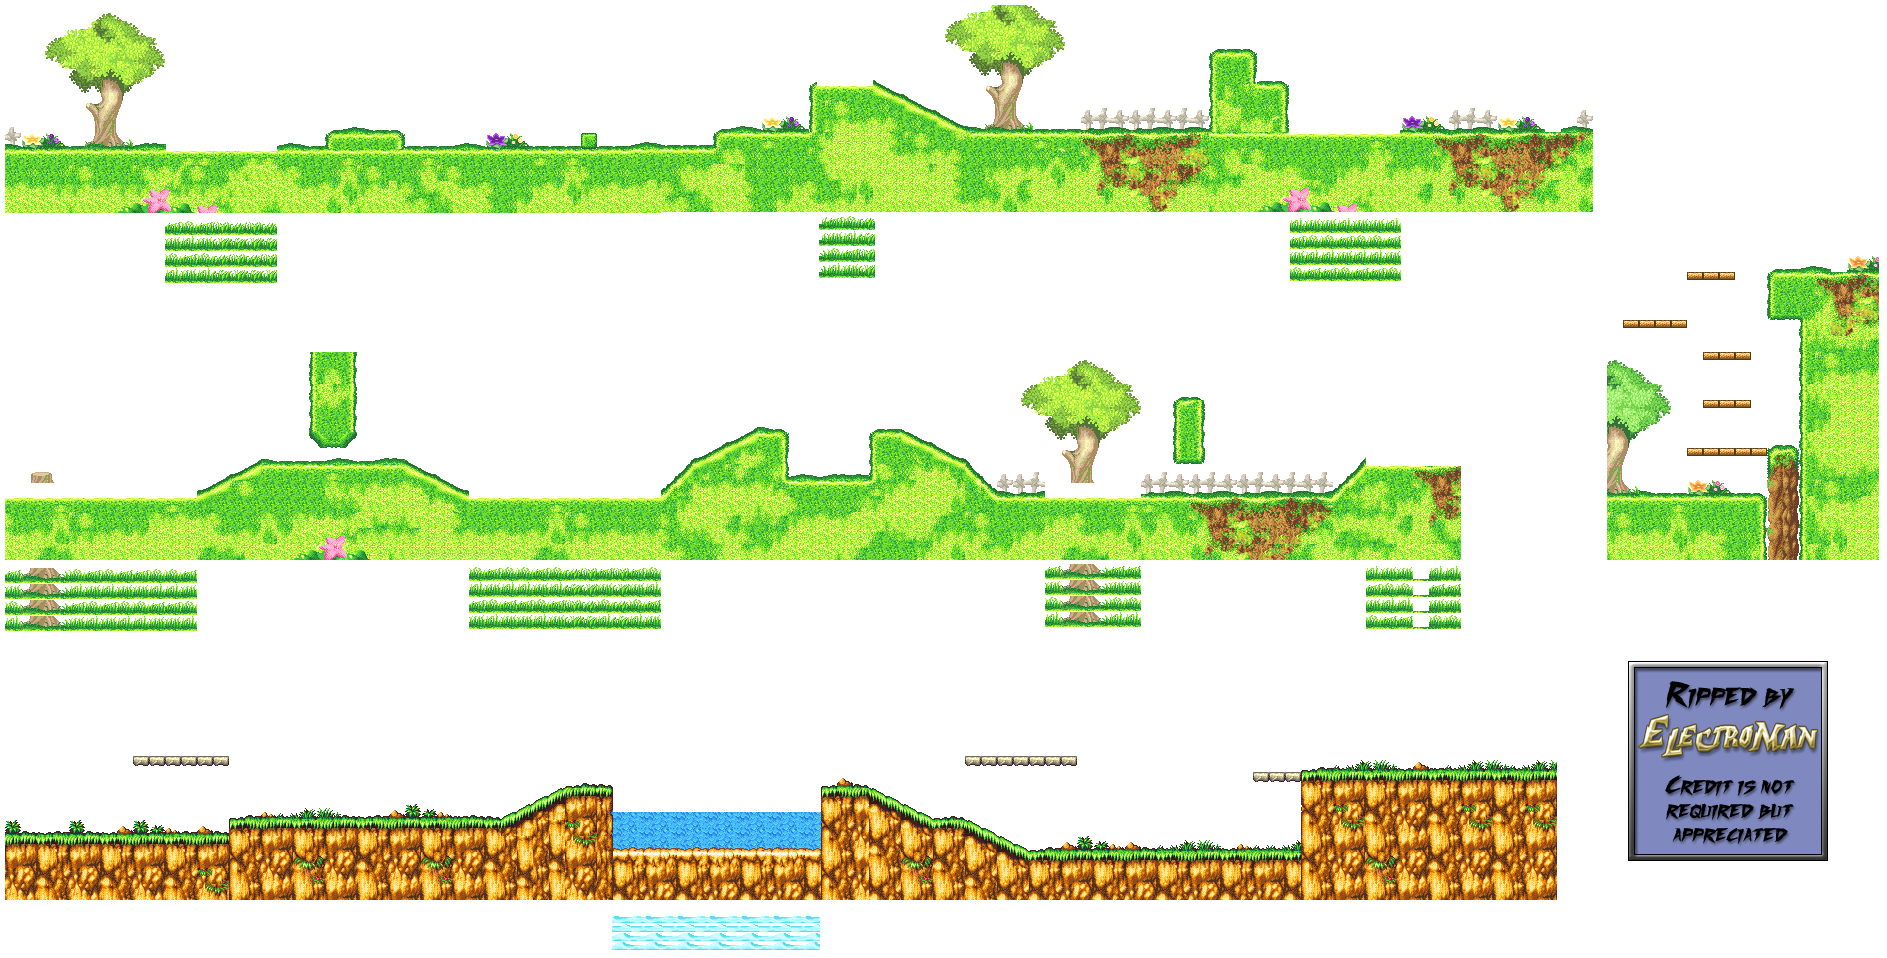 Ripped by
ElectroMan
Credit is not
required but
appreciated